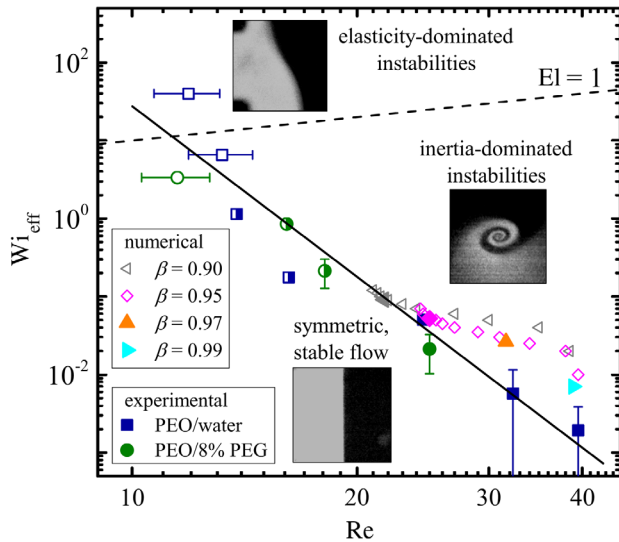 elasticity-dominated
instabilities
El = 1
inertia-dominated
instabilities
numerical
β = 0.90
β = 0.95
β = 0.97
β = 0.99
symmetric,
stable flow
experimental
PEO/water
PEO/8% PEG
10²
10⁰
10⁻²
Wi_eff
10
20
30
40
Re